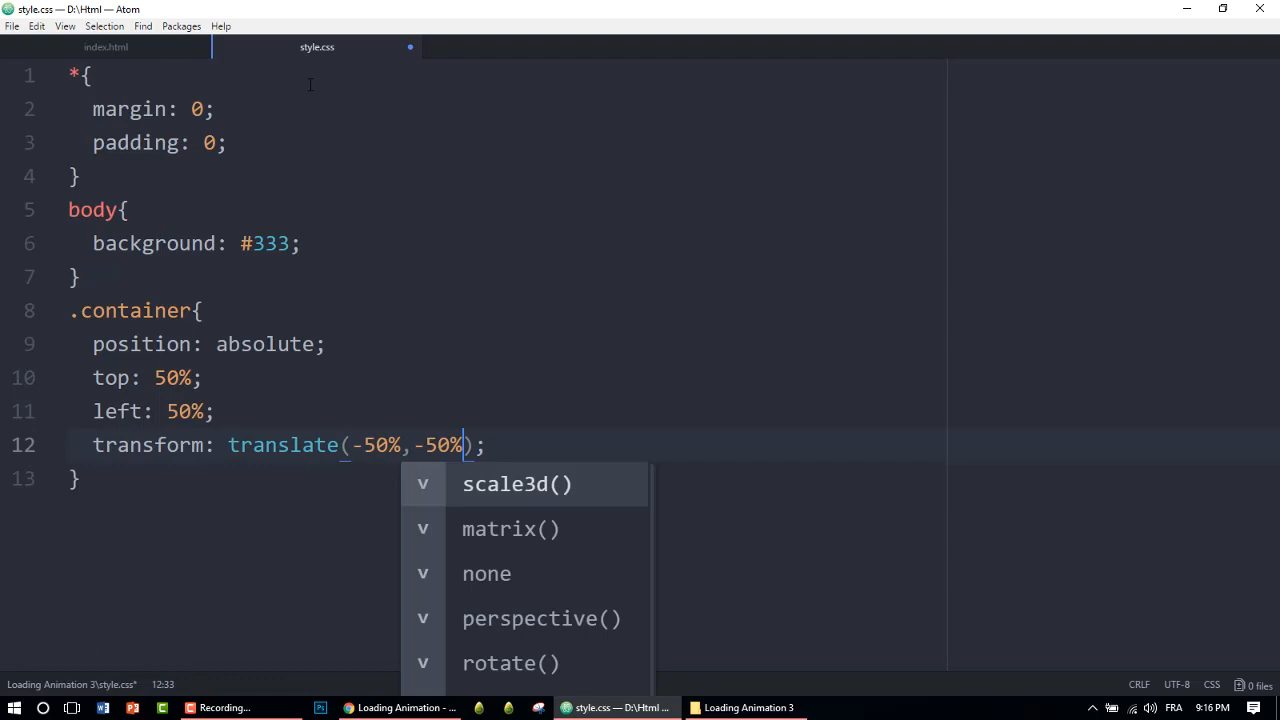 style.css — D:\Html — Atom
File Edit View Selection Find Packages Help
index.html style.css
1 *{
2 margin: 0;
3 padding: 0;
4 }
5 body{
6 background: #333;
7 }
8 .container{
9 position: absolute;
10 top: 50%;
11 left: 50%;
12 transform: translate(-50%,-50%);
13 }
v scale3d()
v matrix()
v none
v perspective()
v rotate()
Loading Animation 3\style.css* 12:33 CRLF UTF-8 CSS 0 files
Recording... Loading Animation - ... style.css — D:\Html ... Loading Animation 3 FRA 9:16 PM